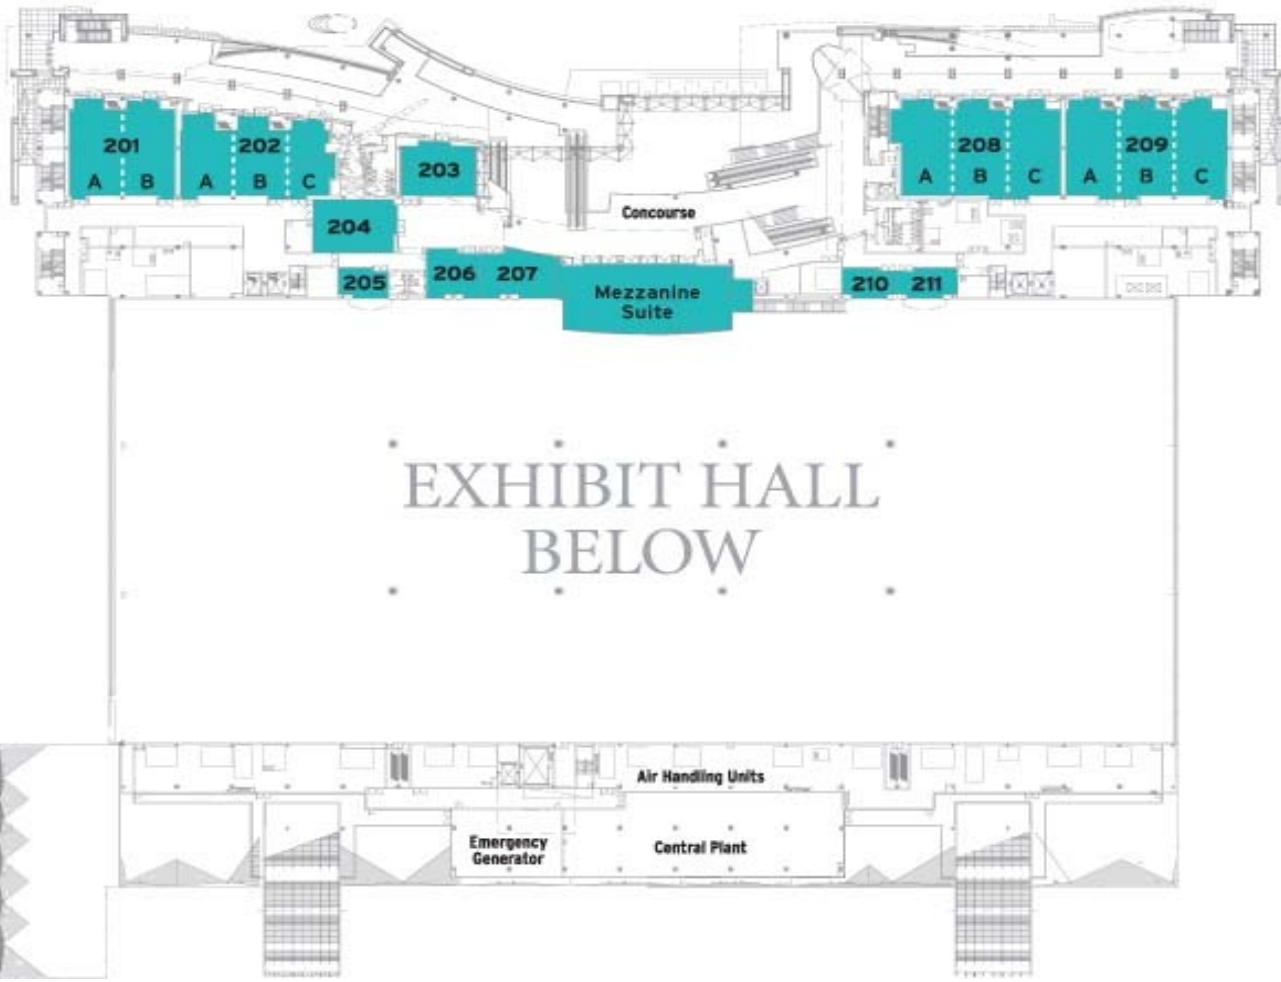 201
A B
202
A B C
203
208
A B C
209
A B C
204
Concourse
205
206
207
Mezzanine
Suite
210
211
EXHIBIT HALL
BELOW
Air Handling Units
Emergency
Generator
Central Plant